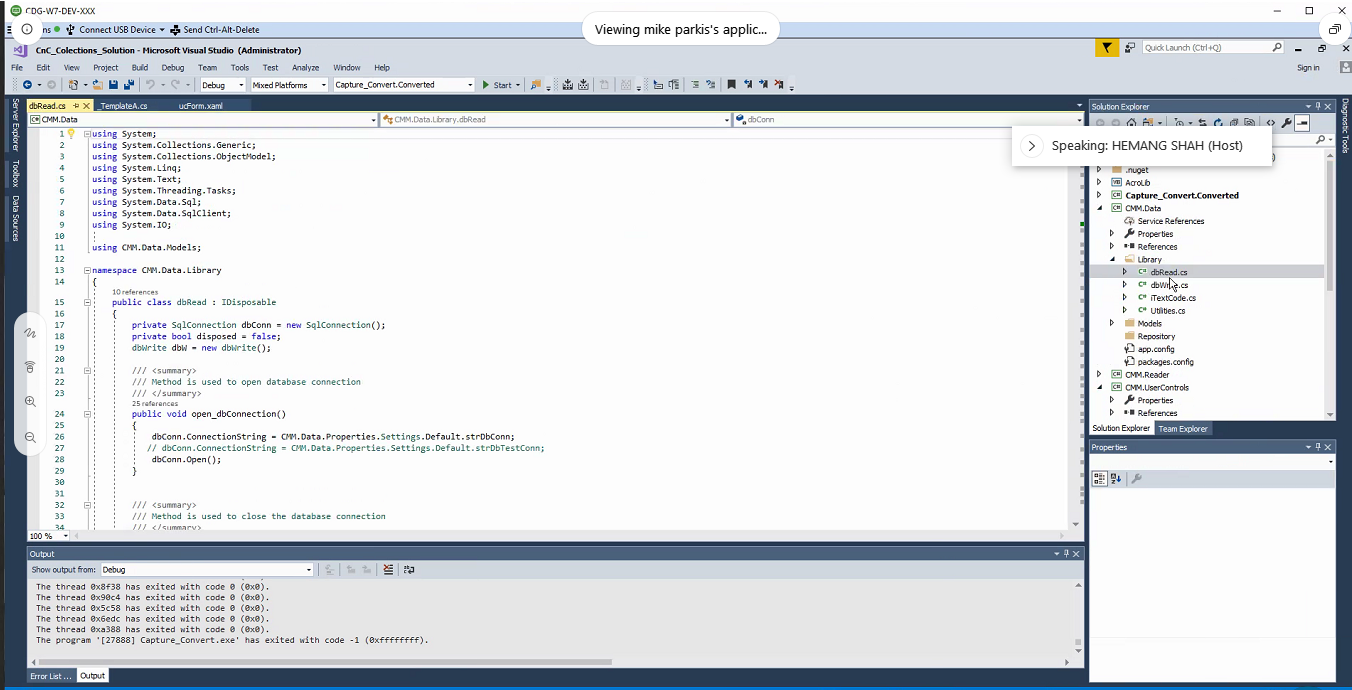 CDG-W7-DEV-XXX
ns Connect USB Device Send Ctrl-Alt-Delete
Viewing mike parkis's applic...
CnC_Colections_Solution - Microsoft Visual Studio (Administrator)
Quick Launch (Ctrl+Q)
File Edit View Project Build Debug Team Tools Test Analyze Window Help
Sign in
Debug Mixed Platforms Capture_Convert.Converted Start
Server Explorer
Toolbox
Data Sources
dbRead.cs _TemplateA.cs ucForm.xaml
CMM.Data CMM.Data.Library.dbRead dbConn
1 using System;
2 using System.Collections.Generic;
3 using System.Collections.ObjectModel;
4 using System.Linq;
5 using System.Text;
6 using System.Threading.Tasks;
7 using System.Data.Sql;
8 using System.Data.SqlClient;
9 using System.IO;
10
11 using CMM.Data.Models;
12
13 namespace CMM.Data.Library
14 {
10 references
15 public class dbRead : IDisposable
16 {
17 private SqlConnection dbConn = new SqlConnection();
18 private bool disposed = false;
19 dbWrite dbW = new dbWrite();
20
21 /// <summary>
22 /// Method is used to open database connection
23 /// </summary>
25 references
24 public void open_dbConnection()
25 {
26 dbConn.ConnectionString = CMM.Data.Properties.Settings.Default.strDbConn;
27 // dbConn.ConnectionString = CMM.Data.Properties.Settings.Default.strDbTestConn;
28 dbConn.Open();
29 }
30
31
32 /// <summary>
33 /// Method is used to close the database connection
34 /// </summary>
100 %
Output
Show output from: Debug
The thread 0x8f38 has exited with code 0 (0x0).
The thread 0x90c4 has exited with code 0 (0x0).
The thread 0x5c58 has exited with code 0 (0x0).
The thread 0x6edc has exited with code 0 (0x0).
The thread 0xa388 has exited with code 0 (0x0).
The program '[27888] Capture_Convert.exe' has exited with code -1 (0xffffffff).
Error List ... Output
Solution Explorer
Speaking: HEMANG SHAH (Host)
.nuget
AcroLib
Capture_Convert.Converted
CMM.Data
Service References
Properties
References
Library
dbRead.cs
dbWrite.cs
iTextCode.cs
Utilities.cs
Models
Repository
app.config
packages.config
CMM.Reader
CMM.UserControls
Properties
References
Solution Explorer Team Explorer
Properties
Diagnostic Tools